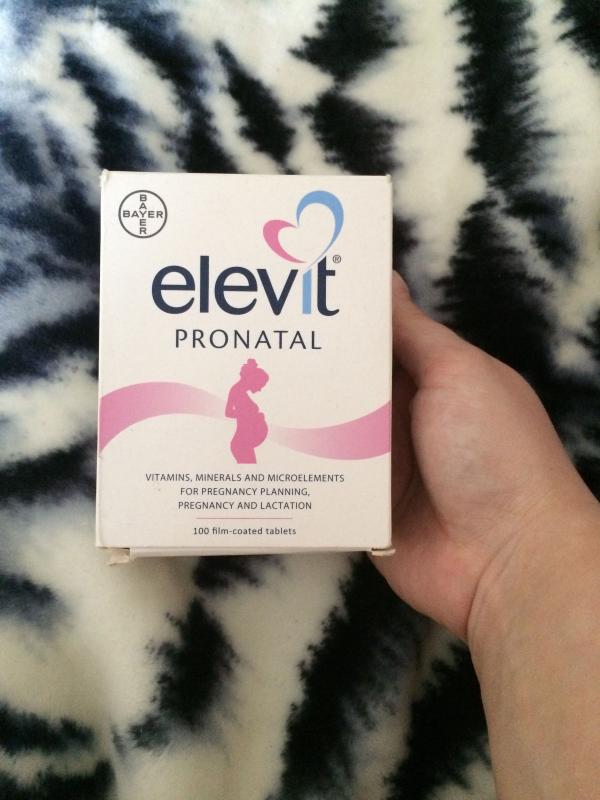 BAYER
BAYER
elevit®
PRONATAL
VITAMINS, MINERALS AND MICROELEMENTS
FOR PREGNANCY PLANNING,
PREGNANCY AND LACTATION
100 film-coated tablets